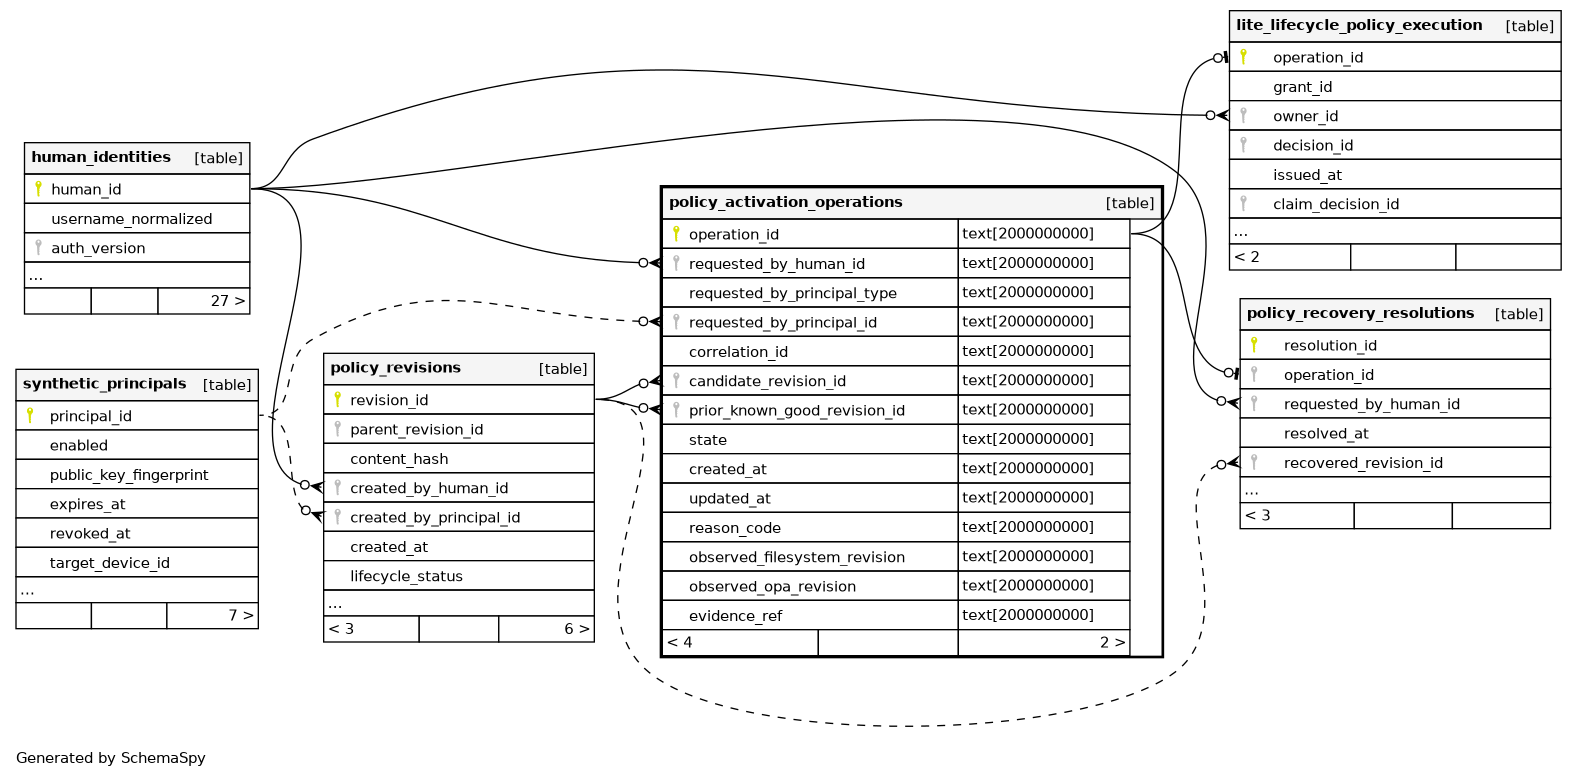 lite_lifecycle_policy_execution [table]
operation_id
grant_id
owner_id
decision_id
issued_at
claim_decision_id
...
< 2
human_identities [table]
human_id
username_normalized
auth_version
...
27 >
policy_activation_operations [table]
operation_id text[2000000000]
requested_by_human_id text[2000000000]
requested_by_principal_type text[2000000000]
requested_by_principal_id text[2000000000]
correlation_id text[2000000000]
candidate_revision_id text[2000000000]
prior_known_good_revision_id text[2000000000]
state text[2000000000]
created_at text[2000000000]
updated_at text[2000000000]
reason_code text[2000000000]
observed_filesystem_revision text[2000000000]
observed_opa_revision text[2000000000]
evidence_ref text[2000000000]
< 4 2 >
policy_recovery_resolutions [table]
resolution_id
operation_id
requested_by_human_id
resolved_at
recovered_revision_id
...
< 3
synthetic_principals [table]
principal_id
enabled
public_key_fingerprint
expires_at
revoked_at
target_device_id
...
7 >
policy_revisions [table]
revision_id
parent_revision_id
content_hash
created_by_human_id
created_by_principal_id
created_at
lifecycle_status
...
< 3 6 >
Generated by SchemaSpy